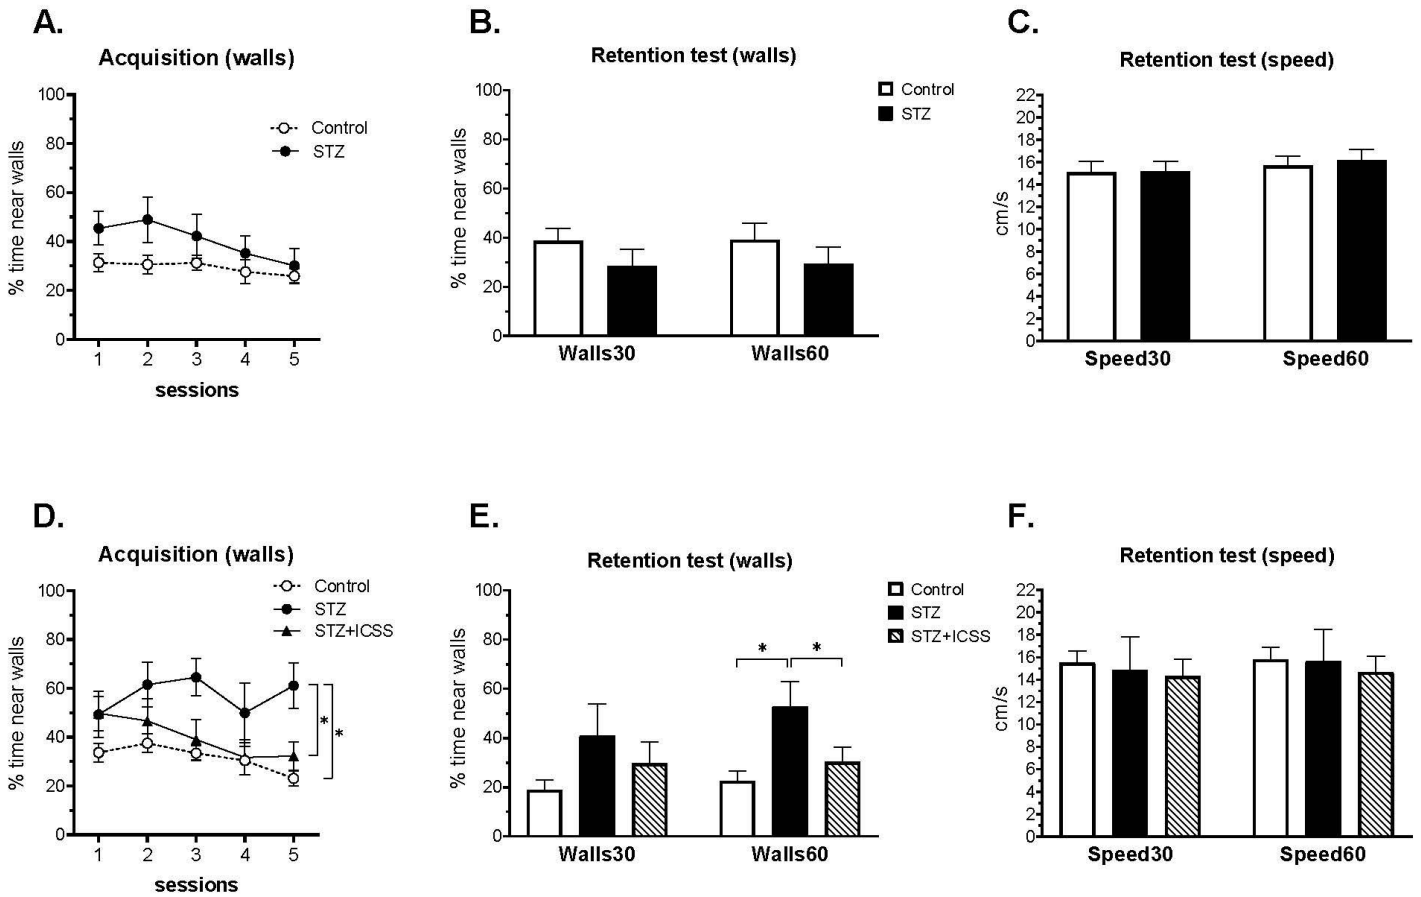 A.
Acquisition (walls)
% time near walls
100
80
60
40
20
0
Control
STZ
1 2 3 4 5
sessions
B.
Retention test (walls)
% time near walls
100
80
60
40
20
0
Control
STZ
Walls30 Walls60
C.
Retention test (speed)
cm/s
22
20
18
16
14
12
10
8
6
4
2
0
Speed30 Speed60
D.
Acquisition (walls)
% time near walls
100
80
60
40
20
0
Control
STZ
STZ+ICSS
*
*
1 2 3 4 5
sessions
E.
Retention test (walls)
% time near walls
100
80
60
40
20
0
Control
STZ
STZ+ICSS
* *
Walls30 Walls60
F.
Retention test (speed)
cm/s
22
20
18
16
14
12
10
8
6
4
2
0
Speed30 Speed60